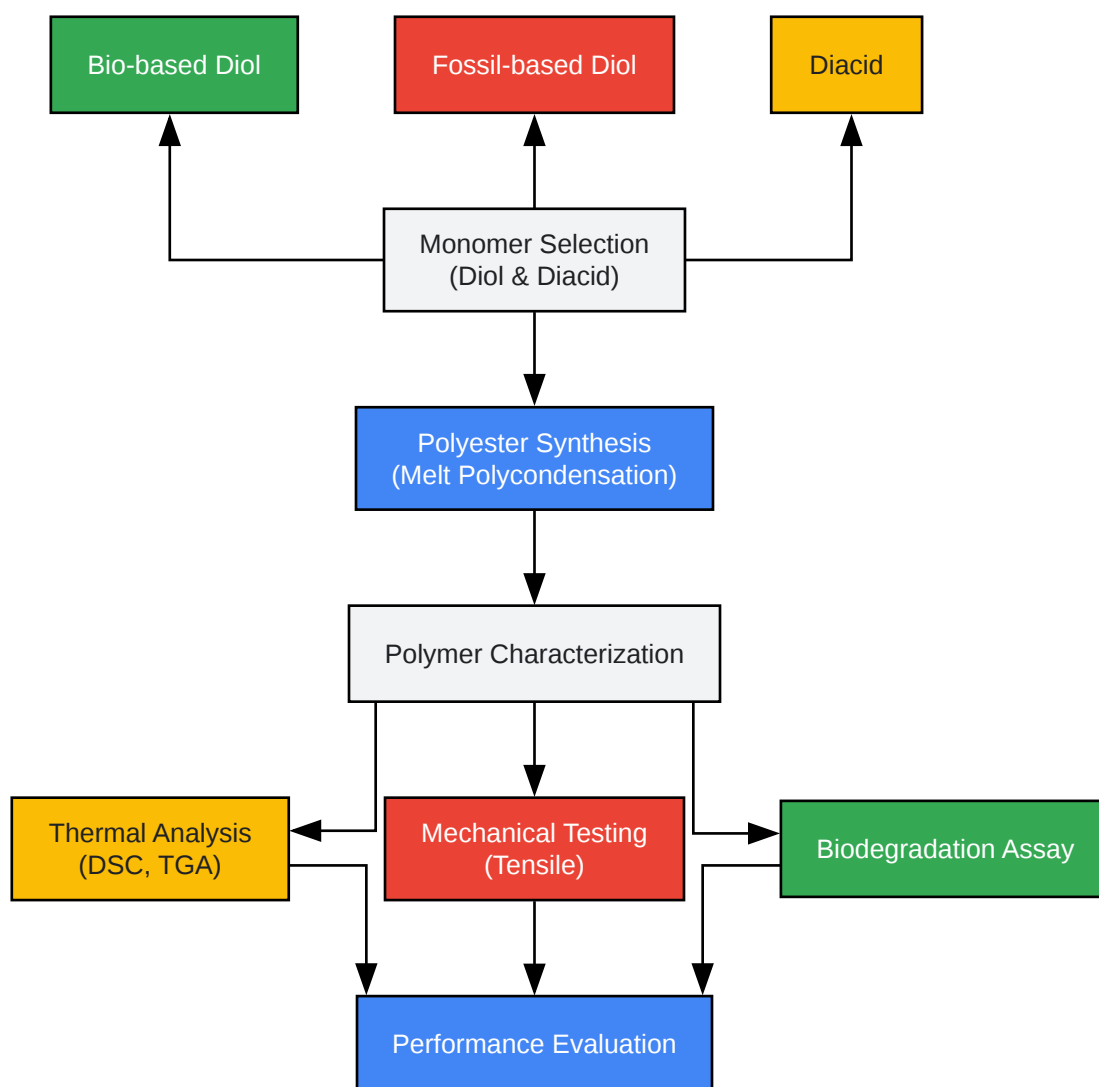 Bio-based Diol
Fossil-based Diol
Diacid
Monomer Selection
(Diol & Diacid)
Polyester Synthesis
(Melt Polycondensation)
Polymer Characterization
Thermal Analysis
(DSC, TGA)
Mechanical Testing
(Tensile)
Biodegradation Assay
Performance Evaluation